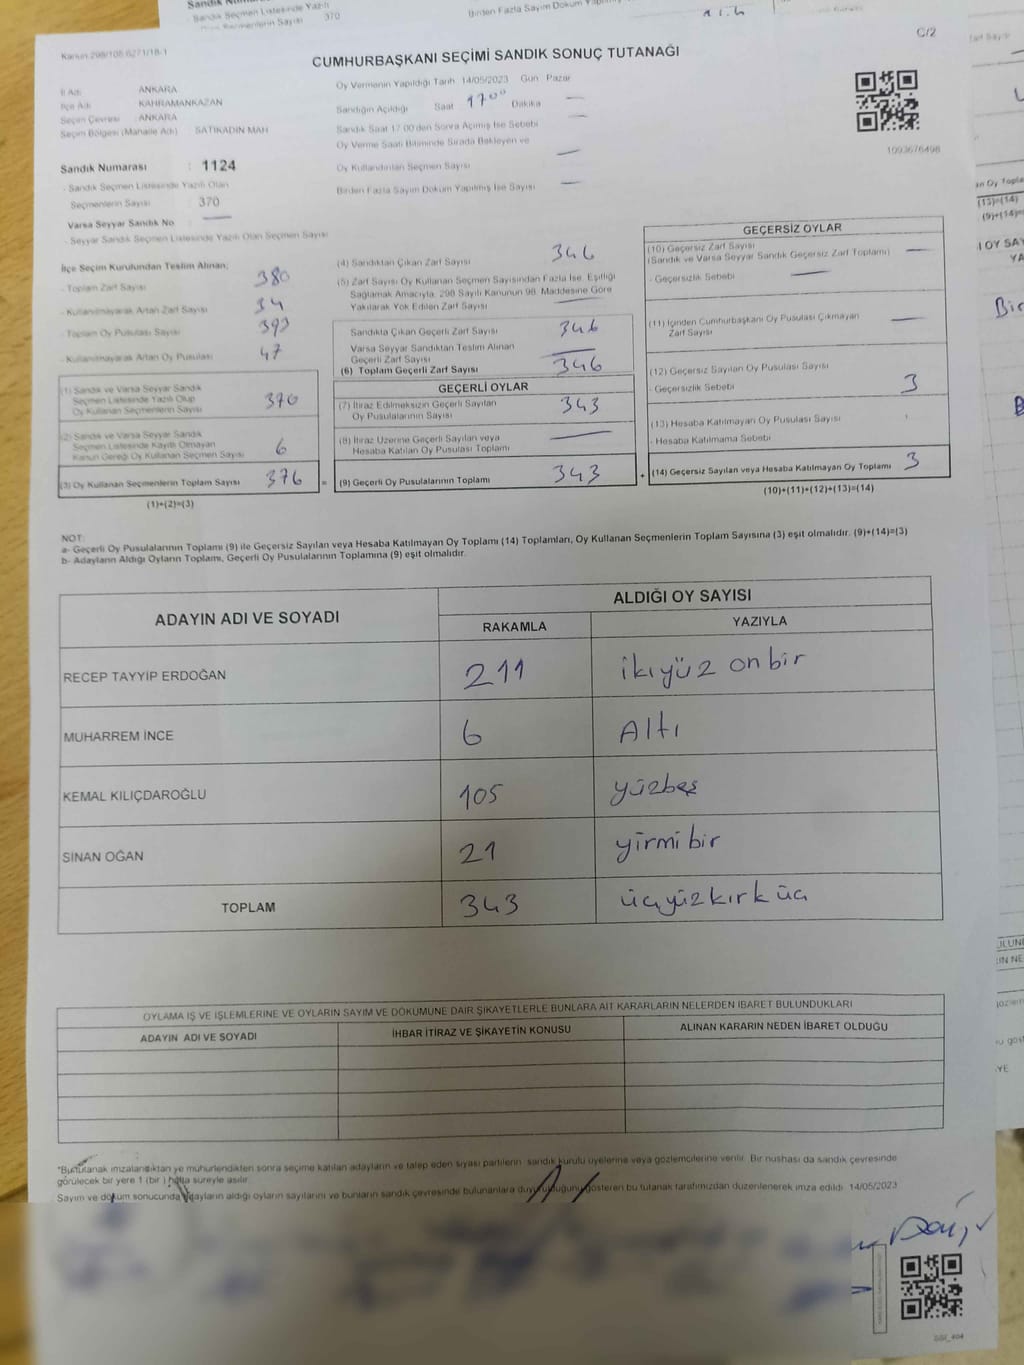 Sandık Seçmen Listesinde Yazılı
370
Birden Fazla Sayım Döküm
Kanun 298/105 6271/18-1
C/2
CUMHURBAŞKANI SEÇİMİ SANDIK SONUÇ TUTANAĞI
İl Adı ANKARA
İlçe Adı KAHRAMANKAZAN
Seçim Çevresi : ANKARA
Seçim Bölgesi (Mahalle Adı) SATIKADIN MAH
Oy Vermenin Yapıldığı Tarih 14/05/2023 Gün Pazar
Sandığın Açıldığı Saat 17 00 Dakika —
Sandık Saat 17 00'den Sonra Açılmış İse Sebebi —
Oy Verme Saati Bitiminde Sırada Bekleyen ve
Oy Kullandırılan Seçmen Sayısı —
Birden Fazla Sayım Döküm Yapılmış İse Sayısı —
1093676498
Sandık Numarası : 1124
- Sandık Seçmen Listesinde Yazılı Olan
Seçmenlerin Sayısı : 370
Varsa Seyyar Sandık No —
- Seyyar Sandık Seçmen Listesinde Yazılı Olan Seçmen Sayısı
İlçe Seçim Kurulundan Teslim Alınan;
- Toplam Zarf Sayısı 380
- Kullanılmayarak Artan Zarf Sayısı 34
- Toplam Oy Pusulası Sayısı 393
- Kullanılmayarak Artan Oy Pusulası 47
(1) Sandık ve Varsa Seyyar Sandık
Seçmen Listesinde Yazılı Olup
Oy Kullanan Seçmenlerin Sayısı 370
(2) Sandık ve Varsa Seyyar Sandık
Seçmen Listesinde Kayıtlı Olmayan
Kanun Gereği Oy Kullanan Seçmen Sayısı 6
(3) Oy Kullanan Seçmenlerin Toplam Sayısı 376
(1)+(2)=(3)
(4) Sandıktan Çıkan Zarf Sayısı 346
(5) Zarf Sayısı Oy Kullanan Seçmen Sayısından Fazla İse, Eşitliği
Sağlamak Amacıyla, 298 Sayılı Kanunun 98. Maddesine Göre
Yakılarak Yok Edilen Zarf Sayısı —
Sandıkta Çıkan Geçerli Zarf Sayısı 346
Varsa Seyyar Sandıktan Teslim Alınan
Geçerli Zarf Sayısı —
(6) Toplam Geçerli Zarf Sayısı 346
GEÇERLİ OYLAR
(7) İtiraz Edilmeksizin Geçerli Sayılan
Oy Pusulalarının Sayısı 343
(8) İtiraz Üzerine Geçerli Sayılan veya
Hesaba Katılan Oy Pusulası Toplamı —
= (9) Geçerli Oy Pusulalarının Toplamı 343
GEÇERSİZ OYLAR
(10) Geçersiz Zarf Sayısı
(Sandık ve Varsa Seyyar Sandık Geçersiz Zarf Toplamı) —
- Geçersizlik Sebebi —
(11) İçinden Cumhurbaşkanı Oy Pusulası Çıkmayan
Zarf Sayısı —
(12) Geçersiz Sayılan Oy Pusulası Sayısı
- Geçersizlik Sebebi 3
(13) Hesaba Katılmayan Oy Pusulası Sayısı
- Hesaba Katılmama Sebebi
+ (14) Geçersiz Sayılan veya Hesaba Katılmayan Oy Toplamı 3
(10)+(11)+(12)+(13)=(14)
NOT:
a- Geçerli Oy Pusulalarının Toplamı (9) ile Geçersiz Sayılan veya Hesaba Katılmayan Oy Toplamı (14) Toplamları, Oy Kullanan Seçmenlerin Toplam Sayısına (3) eşit olmalıdır. (9)+(14)=(3)
b- Adayların Aldığı Oyların Toplamı, Geçerli Oy Pusulalarının Toplamına (9) eşit olmalıdır.
ADAYIN ADI VE SOYADI
ALDIĞI OY SAYISI
RAKAMLA YAZIYLA
RECEP TAYYİP ERDOĞAN 211 ikiyüz onbir
MUHARREM İNCE 6 Altı
KEMAL KILIÇDAROĞLU 105 yüzbeş
SİNAN OĞAN 21 yirmi bir
TOPLAM 343 üçyüzkırk üç
OYLAMA İŞ VE İŞLEMLERİNE VE OYLARIN SAYIM VE DÖKÜMÜNE DAİR ŞİKAYETLERLE BUNLARA AİT KARARLARIN NELERDEN İBARET BULUNDUKLARI
ADAYIN ADI VE SOYADI İHBAR İTİRAZ VE ŞİKAYETİN KONUSU ALINAN KARARIN NEDEN İBARET OLDUĞU
*Bu tutanak imzalandıktan ve mühürlendikten sonra seçime katılan adayların ve talep eden siyasi partilerin sandık kurulu üyelerine veya gözlemcilerine verilir. Bir nüshası da sandık çevresinde
görülecek bir yere 1 (bir) hafta süreyle asılır.
Sayım ve döküm sonucunda adayların aldığı oyların sayılarını ve bunların sandık çevresinde bulunanlara duyurulduğunu gösteren bu tutanak tarafımızdan düzenlenerek imza edildi. 14/05/2023